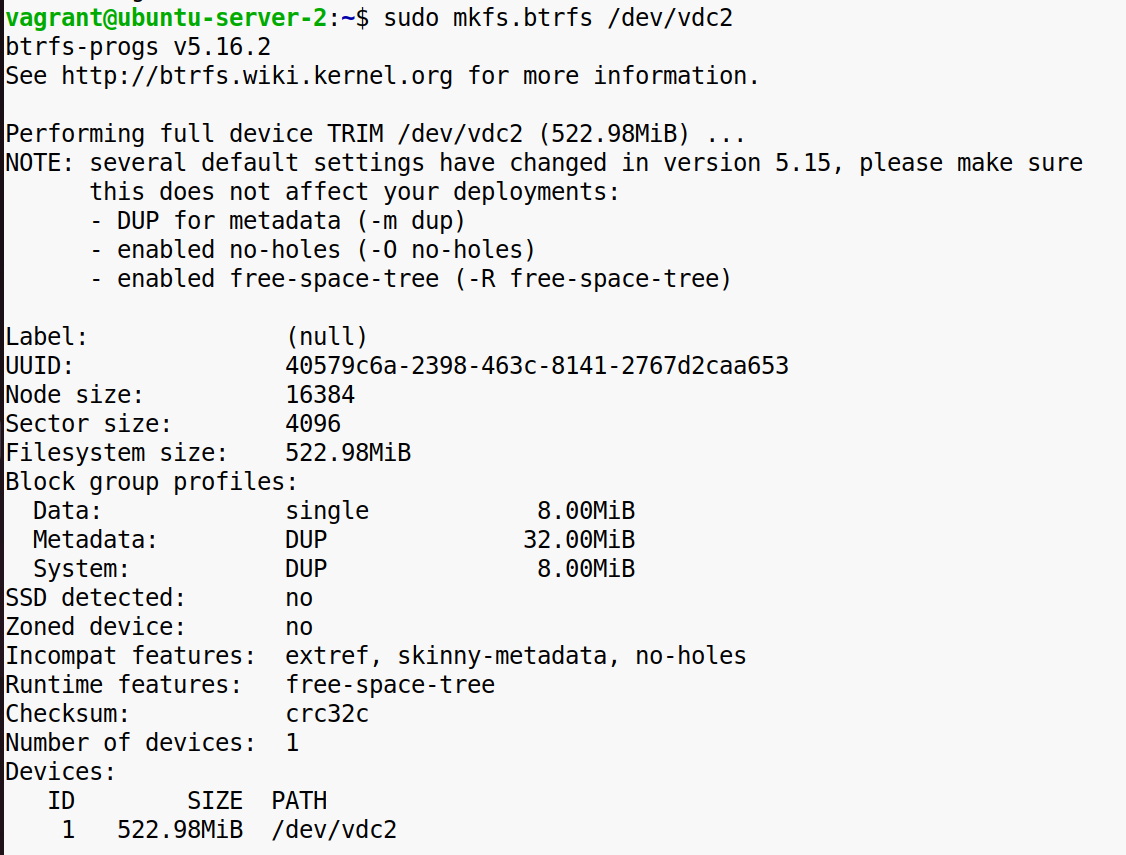 vagrant@ubuntu-server-2:~$ sudo mkfs.btrfs /dev/vdc2
btrfs-progs v5.16.2
See http://btrfs.wiki.kernel.org for more information.

Performing full device TRIM /dev/vdc2 (522.98MiB) ...
NOTE: several default settings have changed in version 5.15, please make sure
      this does not affect your deployments:
      - DUP for metadata (-m dup)
      - enabled no-holes (-O no-holes)
      - enabled free-space-tree (-R free-space-tree)

Label:              (null)
UUID:               40579c6a-2398-463c-8141-2767d2caa653
Node size:          16384
Sector size:        4096
Filesystem size:    522.98MiB
Block group profiles:
  Data:             single            8.00MiB
  Metadata:         DUP              32.00MiB
  System:           DUP               8.00MiB
SSD detected:       no
Zoned device:       no
Incompat features:  extref, skinny-metadata, no-holes
Runtime features:   free-space-tree
Checksum:           crc32c
Number of devices:  1
Devices:
   ID        SIZE  PATH
    1   522.98MiB  /dev/vdc2